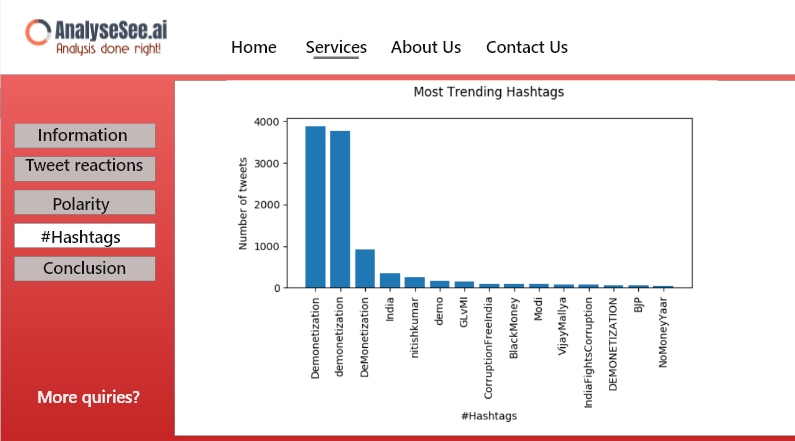 AnalyseSee.ai
Analysis done right!
Home Services About Us Contact Us
Information
Tweet reactions
Polarity
#Hashtags
Conclusion
More quiries?
Most Trending Hashtags
Number of tweets
4000
3000
2000
1000
0
Demonetization
demonetization
DeMonetization
India
nitishkumar
demo
GLvMI
CorruptionFreeIndia
BlackMoney
Modi
VijayMallya
IndiaFightsCorruption
DEMONETIZATION
BJP
NoMoneyYaar
#Hashtags